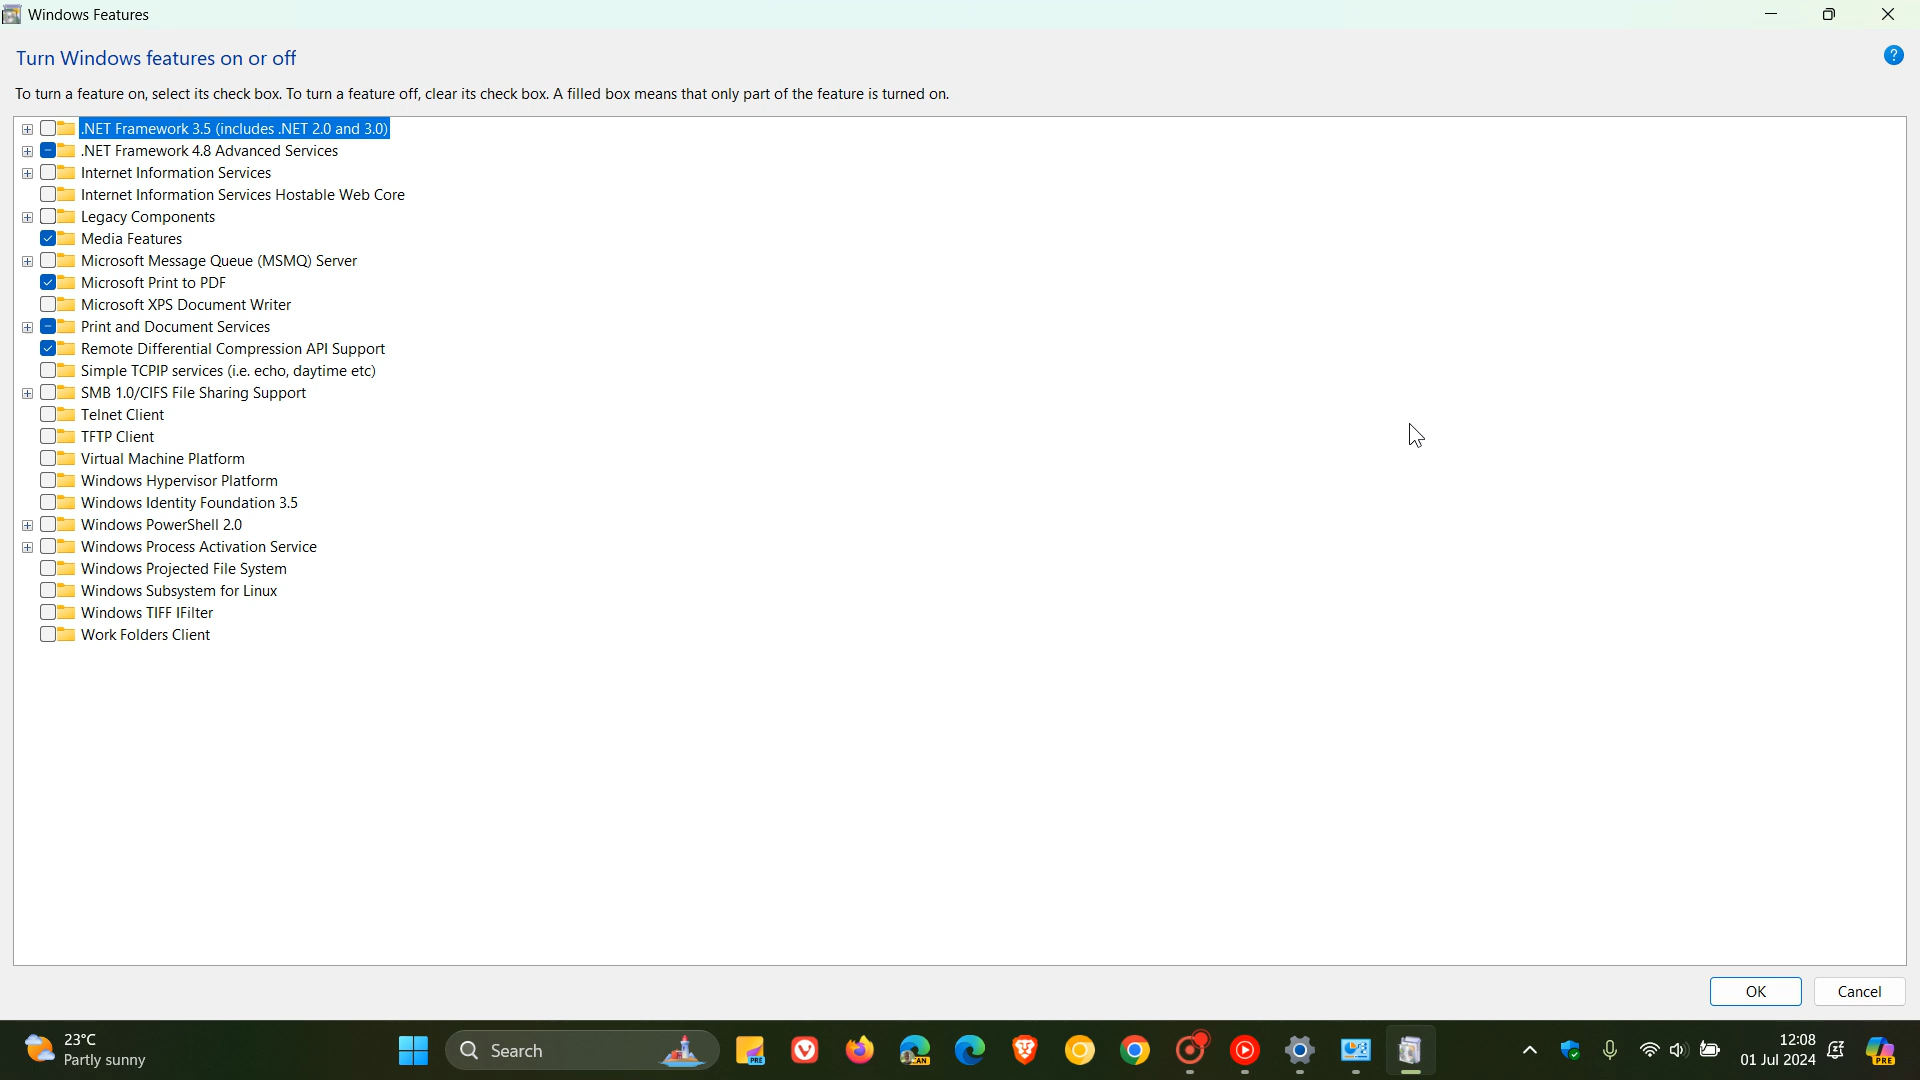 Windows Features
Turn Windows features on or off
To turn a feature on, select its check box. To turn a feature off, clear its check box. A filled box means that only part of the feature is turned on.
.NET Framework 3.5 (includes .NET 2.0 and 3.0)
.NET Framework 4.8 Advanced Services
Internet Information Services
Internet Information Services Hostable Web Core
Legacy Components
Media Features
Microsoft Message Queue (MSMQ) Server
Microsoft Print to PDF
Microsoft XPS Document Writer
Print and Document Services
Remote Differential Compression API Support
Simple TCPIP services (i.e. echo, daytime etc)
SMB 1.0/CIFS File Sharing Support
Telnet Client
TFTP Client
Virtual Machine Platform
Windows Hypervisor Platform
Windows Identity Foundation 3.5
Windows PowerShell 2.0
Windows Process Activation Service
Windows Projected File System
Windows Subsystem for Linux
Windows TIFF IFilter
Work Folders Client
OK Cancel
23°C
Partly sunny
Search
PRE
CAN
12:08
01 Jul 2024
PRE